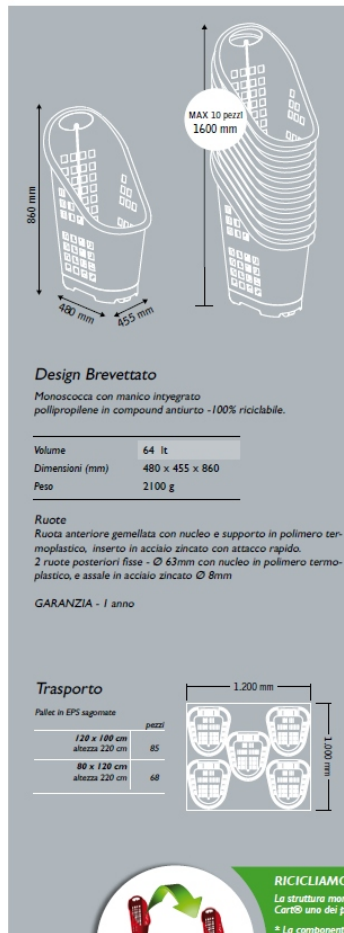 MAX 10 pezzi
1600 mm
860 mm
480 mm
455 mm
Design Brevettato
Monoscocca con manico intyegrato
pollipropilene in compound antiurto -100% riciclabile.
Volume 64 lt
Dimensioni (mm) 480 x 455 x 860
Peso 2100 g
Ruote
Ruota anteriore gemellata con nucleo e supporto in polimero ter-
moplastico, inserto in acciaio zincato con attacco rapido.
2 ruote posteriori fisse - Ø 63mm con nucleo in polimero termo-
plastico, e assale in acciaio zincato Ø 8mm
GARANZIA - 1 anno
Trasporto
Pallet in EPS sagomate
pezzi
120 x 100 cm
altezza 220 cm 85
80 x 120 cm
altezza 220 cm 68
1.200 mm
1.000 mm
RICICLIAMO
La struttura mon
Cart® uno dei p
* La component